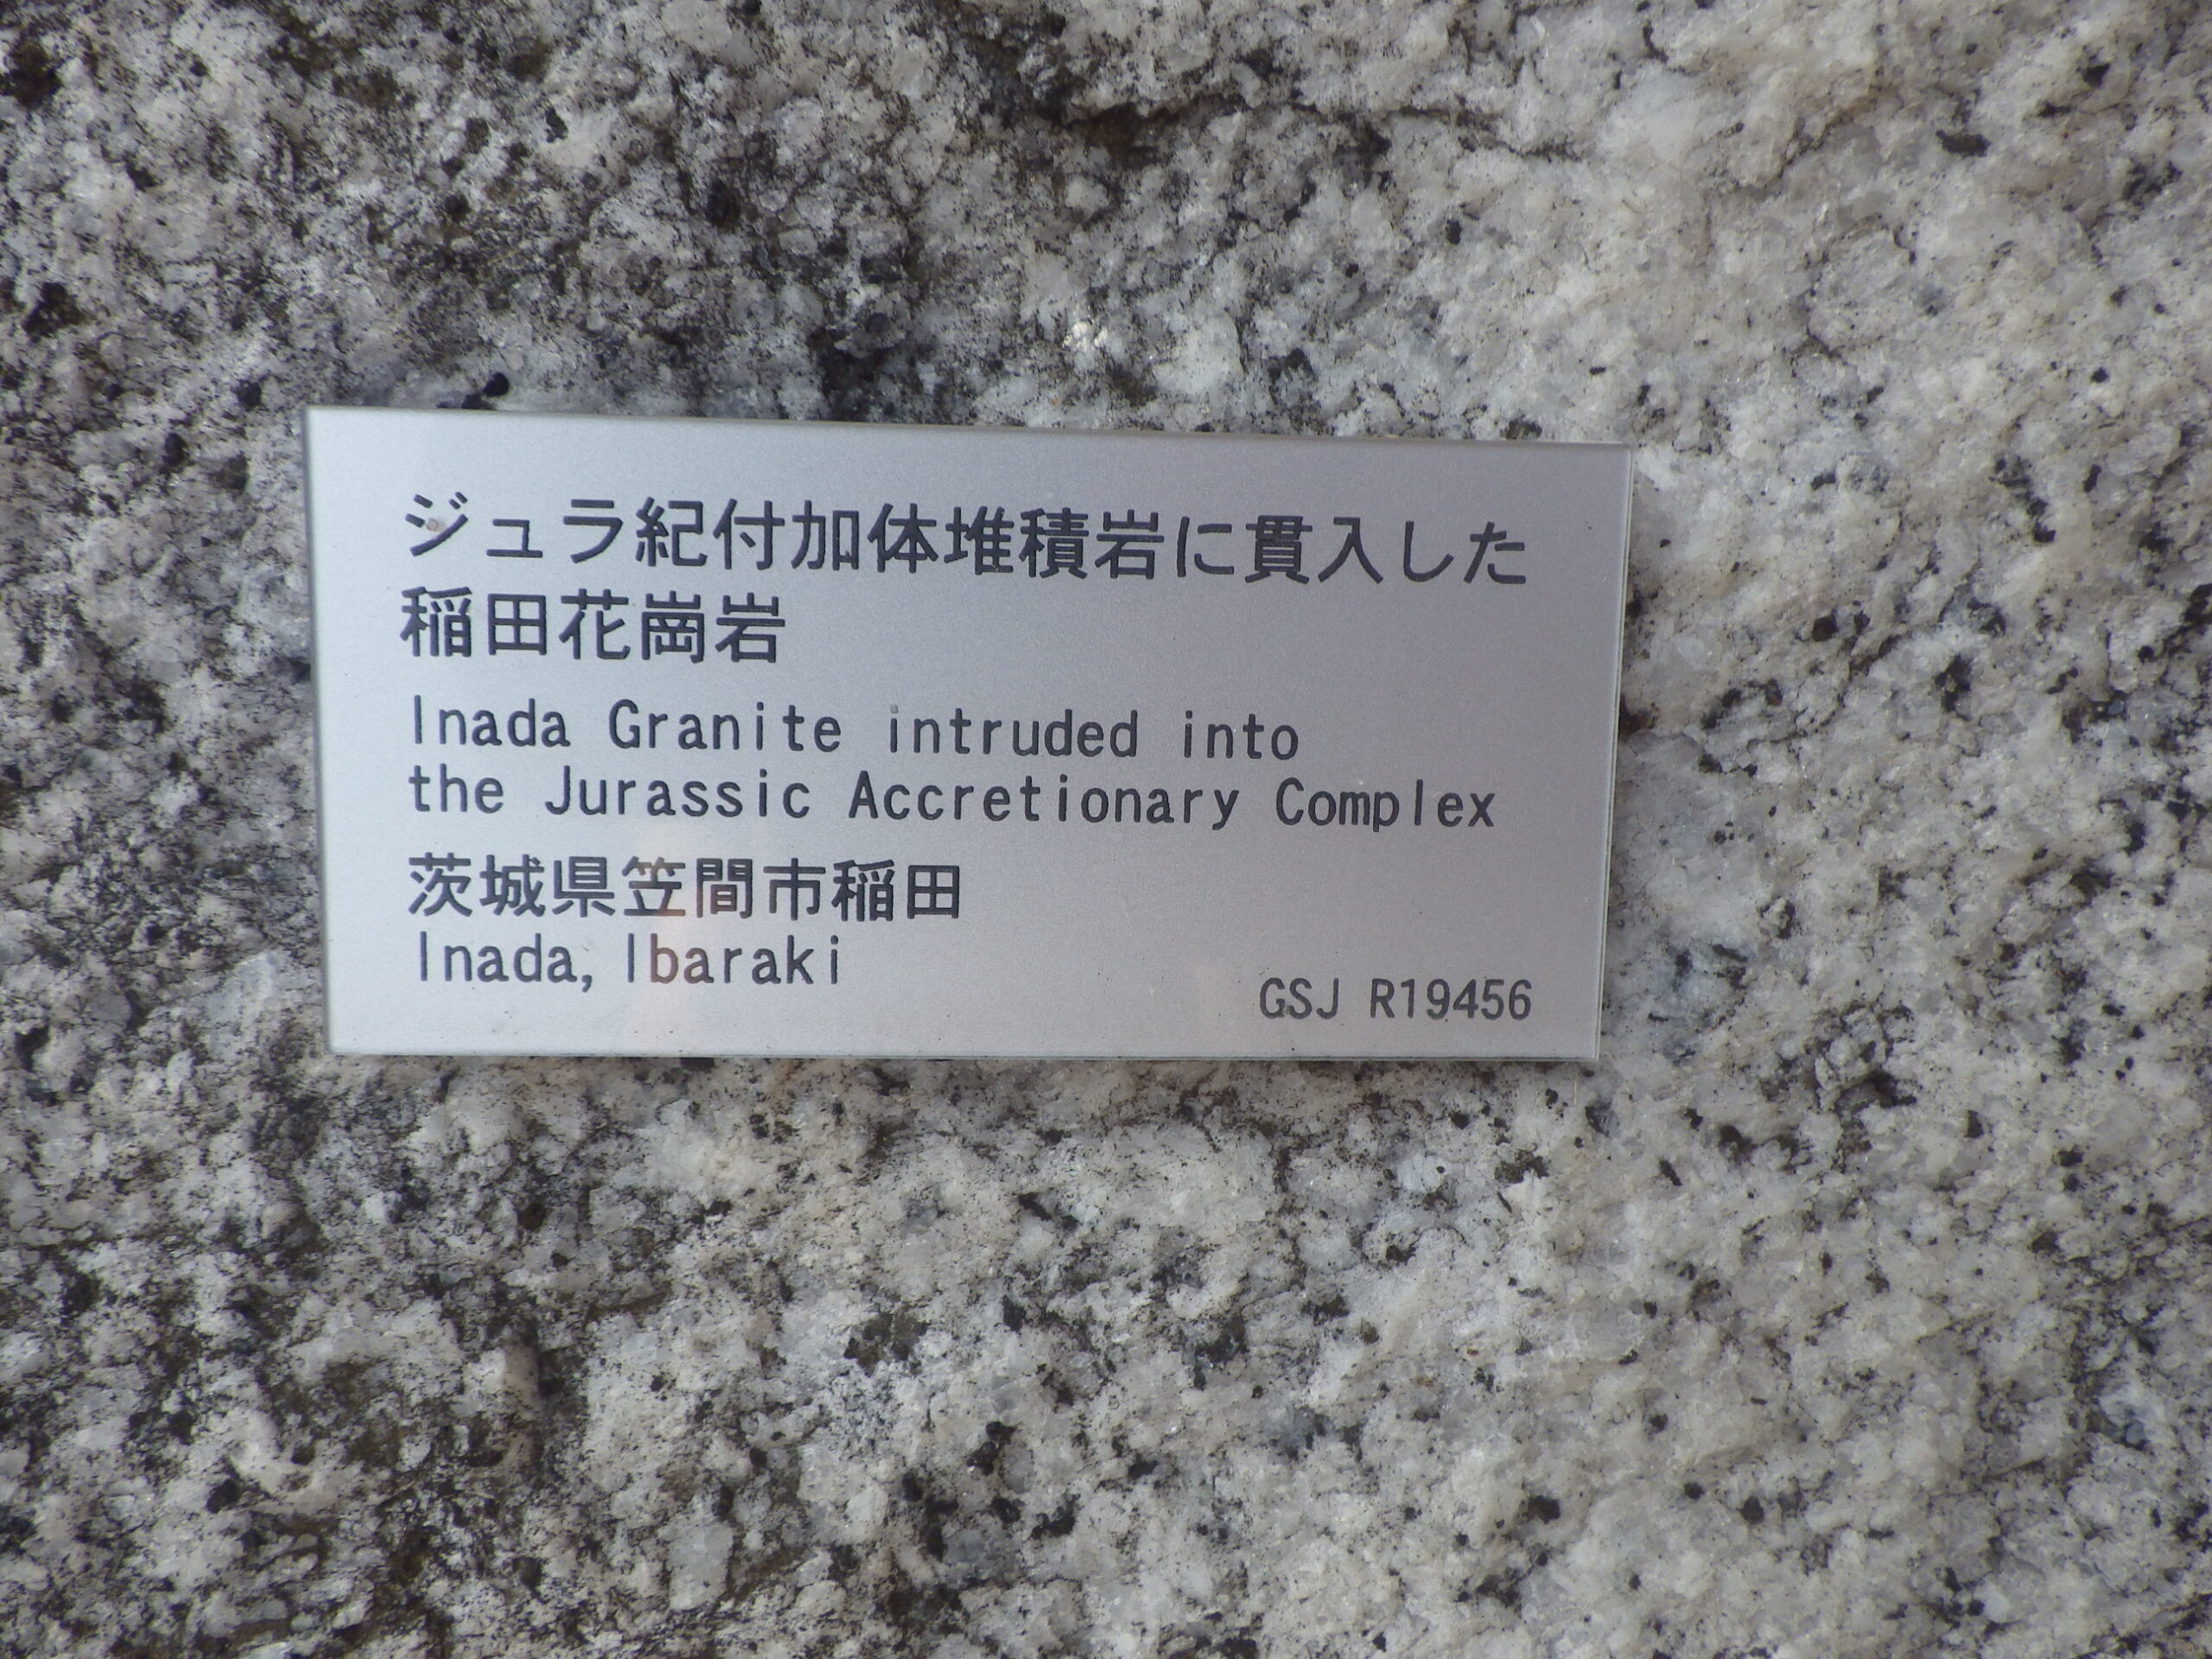 ジュラ紀付加体堆積岩に貫入した
稲田花崗岩
Inada Granite intruded into
the Jurassic Accretionary Complex
茨城県笠間市稲田
Inada, Ibaraki
GSJ R19456